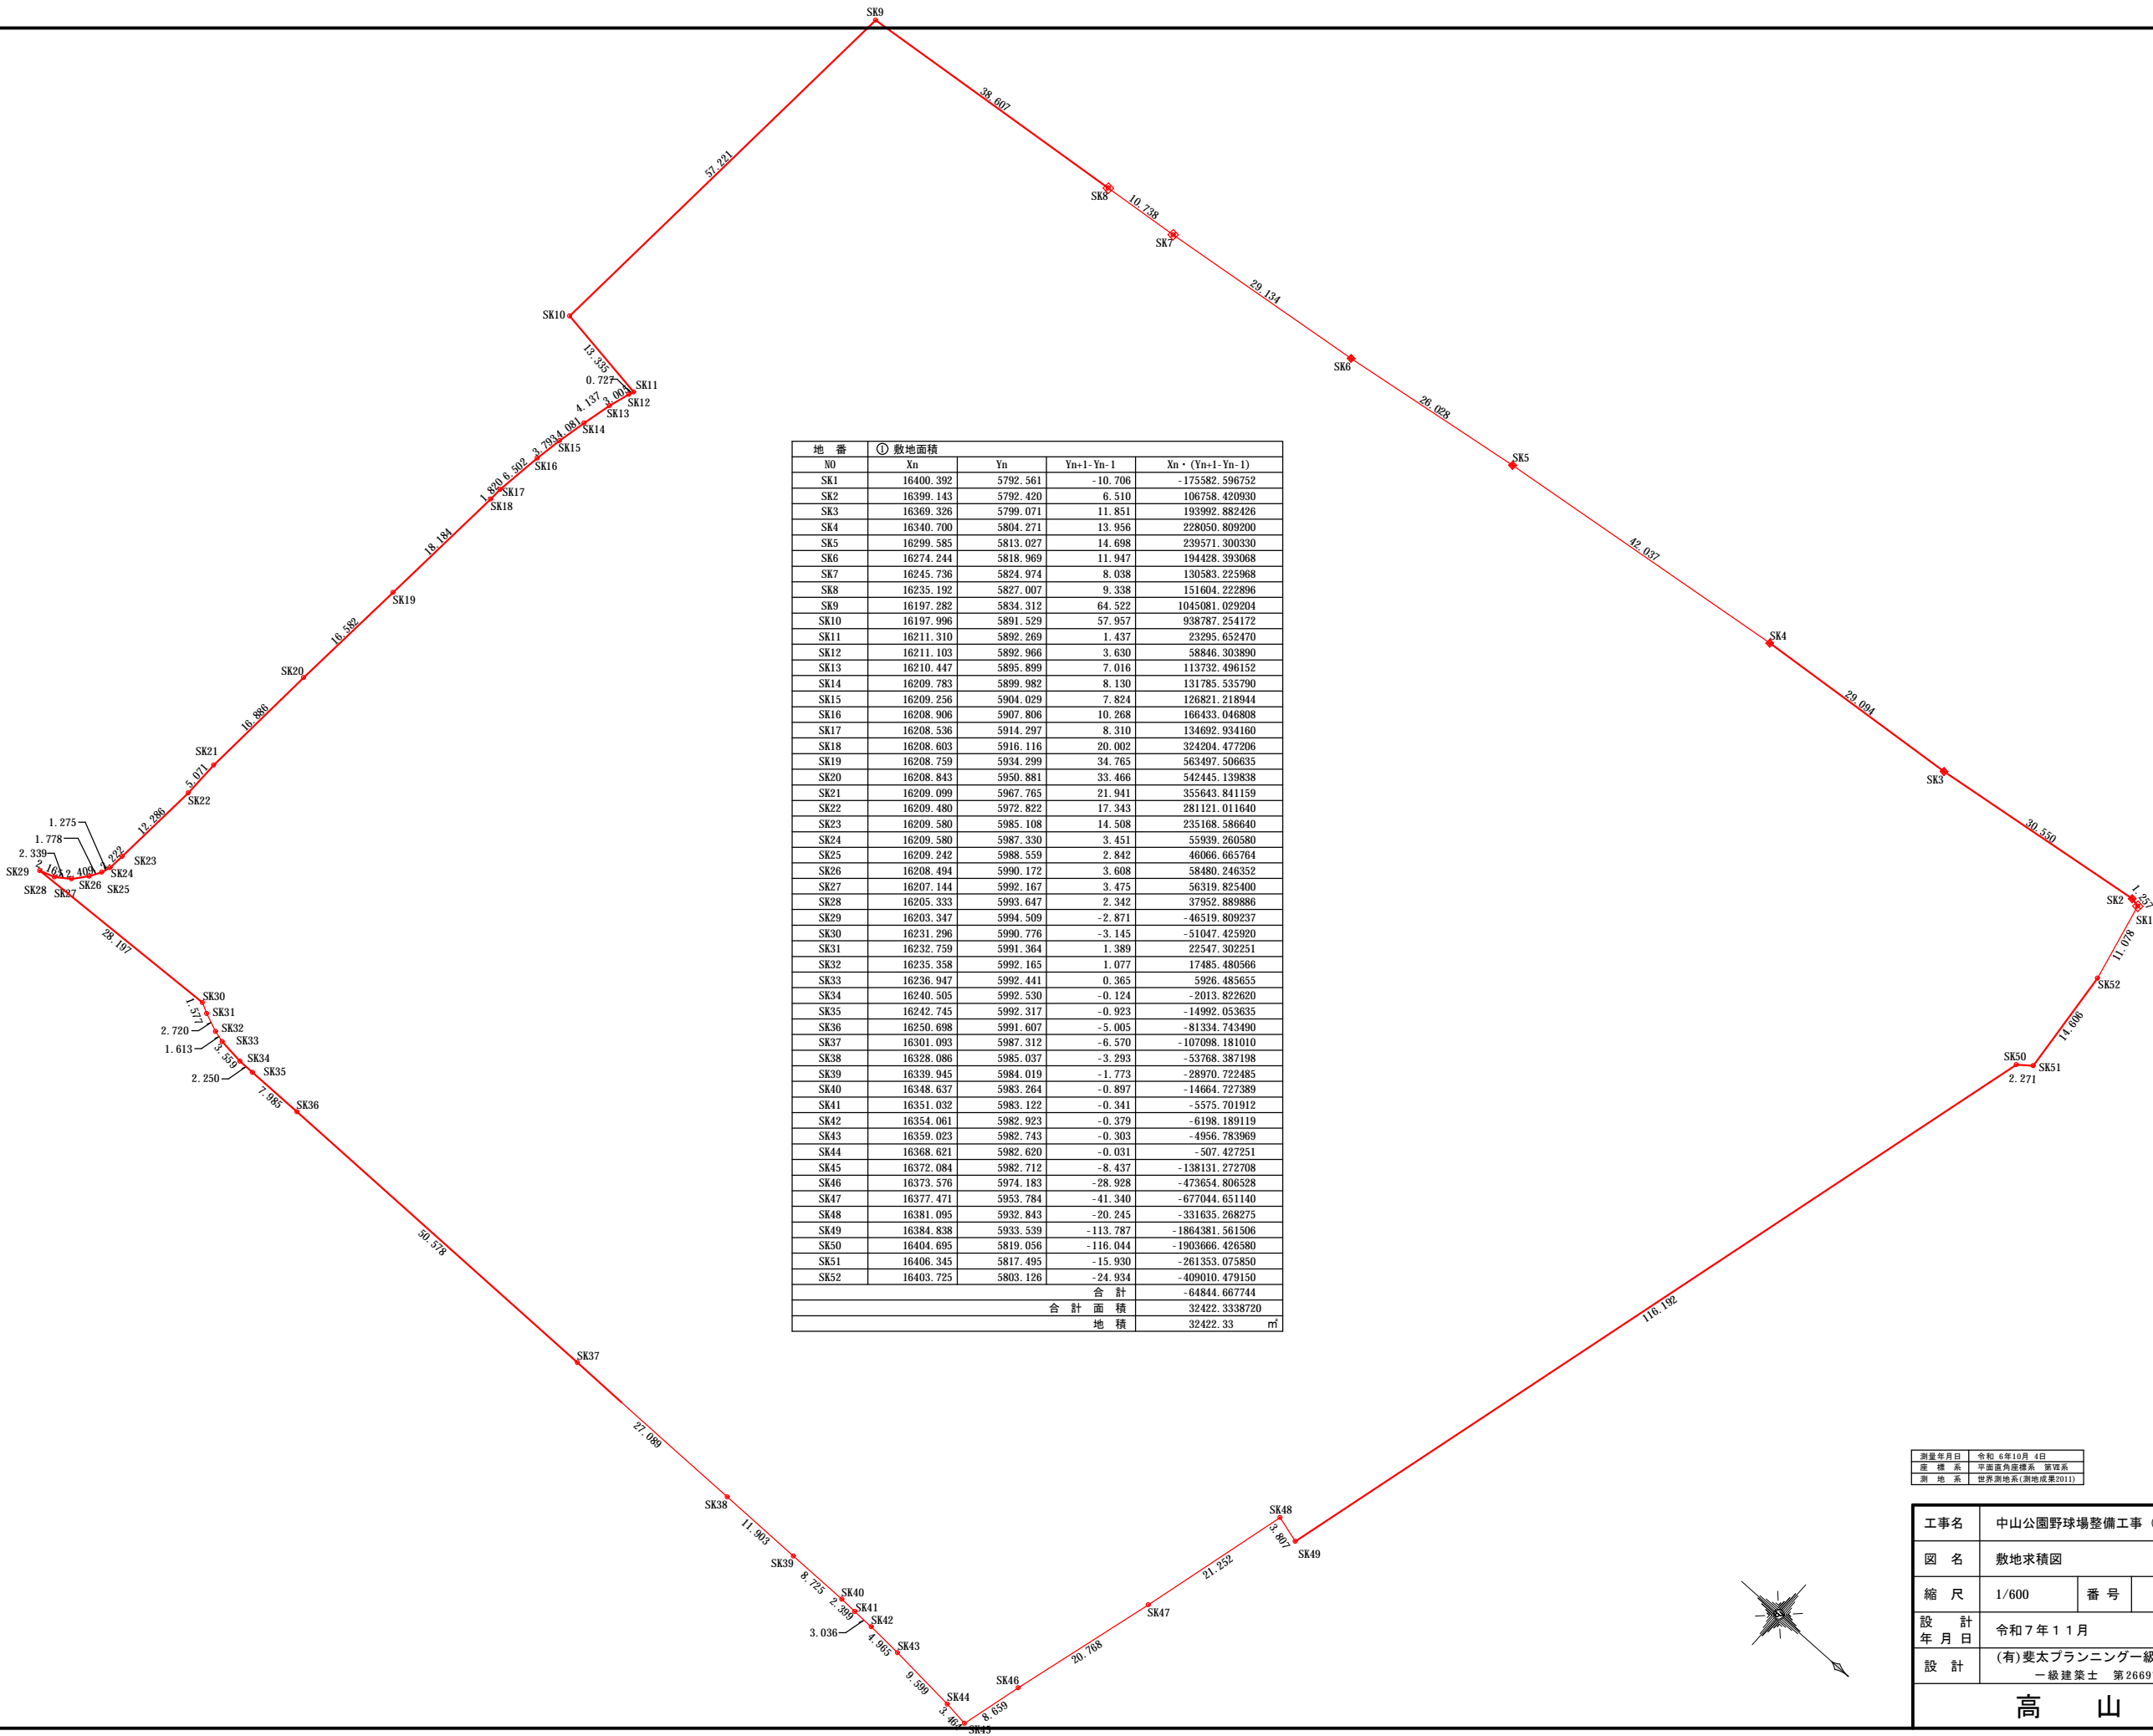 SK9
38.607
57.221
SK8
10.738
SK7
29.134
SK10
SK6
13.335
0.727
SK11
3.005
SK12
4.137
SK13
26.028
4.081
SK14
3.793
SK15
SK5
6.502
SK16
1.820
SK17
SK18
18.184
42.037
SK19
16.582
SK4
SK20
29.094
16.886
SK21
SK3
5.071
SK22
30.550
12.286
1.275
1.778
2.339
2.222
SK23
SK29
2.409
SK24
SK28
SK27
SK26
SK25
SK2
1.257
SK1
28.197
11.078
SK52
SK30
1.577
SK31
2.720
SK32
1.613
SK33
3.559
SK34
2.250
SK35
7.985
SK36
14.606
SK50
SK51
2.271
50.578
116.192
SK37
27.089
SK38
11.903
SK39
8.725
SK40
2.399
SK41
SK42
3.036
4.965
SK43
9.599
SK44
3.464
SK45
8.659
SK46
20.768
SK47
21.252
SK48
3.807
SK49
地 番 ① 敷地面積
NO Xn Yn Yn+1-Yn-1 Xn・(Yn+1-Yn-1)
SK1 16400.392 5792.561 -10.706 -175582.596752
SK2 16399.143 5792.420 6.510 106758.420930
SK3 16369.326 5799.071 11.851 193992.882426
SK4 16340.700 5804.271 13.956 228050.809200
SK5 16299.585 5813.027 14.698 239571.300330
SK6 16274.244 5818.969 11.947 194428.393068
SK7 16245.736 5824.974 8.038 130583.225968
SK8 16235.192 5827.007 9.338 151604.222896
SK9 16197.282 5834.312 64.522 1045081.029204
SK10 16197.996 5891.529 57.957 938787.254172
SK11 16211.310 5892.269 1.437 23295.652470
SK12 16211.103 5892.966 3.630 58846.303890
SK13 16210.447 5895.899 7.016 113732.496152
SK14 16209.783 5899.982 8.130 131785.535790
SK15 16209.256 5904.029 7.824 126821.218944
SK16 16208.906 5907.806 10.268 166433.046808
SK17 16208.536 5914.297 8.310 134692.934160
SK18 16208.603 5916.116 20.002 324204.477206
SK19 16208.759 5934.299 34.765 563497.506635
SK20 16208.843 5950.881 33.466 542445.139838
SK21 16209.099 5967.765 21.941 355643.841159
SK22 16209.480 5972.822 17.343 281121.011640
SK23 16209.580 5985.108 14.508 235168.586640
SK24 16209.580 5987.330 3.451 55939.260580
SK25 16209.242 5988.559 2.842 46066.665764
SK26 16208.494 5990.172 3.608 58480.246352
SK27 16207.144 5992.167 3.475 56319.825400
SK28 16205.333 5993.647 2.342 37952.889886
SK29 16203.347 5994.509 -2.871 -46519.809237
SK30 16231.296 5990.776 -3.145 -51047.425920
SK31 16232.759 5991.364 1.389 22547.302251
SK32 16235.358 5992.165 1.077 17485.480566
SK33 16236.947 5992.441 0.365 5926.485655
SK34 16240.505 5992.530 -0.124 -2013.822620
SK35 16242.745 5992.317 -0.923 -14992.053635
SK36 16250.698 5991.607 -5.005 -81334.743490
SK37 16301.093 5987.312 -6.570 -107098.181010
SK38 16328.086 5985.037 -3.293 -53768.387198
SK39 16339.945 5984.019 -1.773 -28970.722485
SK40 16348.637 5983.264 -0.897 -14664.727389
SK41 16351.032 5983.122 -0.341 -5575.701912
SK42 16354.061 5982.923 -0.379 -6198.189119
SK43 16359.023 5982.743 -0.303 -4956.783969
SK44 16368.621 5982.620 -0.031 -507.427251
SK45 16372.084 5982.712 -8.437 -138131.272708
SK46 16373.576 5974.183 -28.928 -473654.806528
SK47 16377.471 5953.784 -41.340 -677044.651140
SK48 16381.095 5932.843 -20.245 -331635.268275
SK49 16384.838 5933.539 -113.787 -1864381.561506
SK50 16404.695 5819.056 -116.044 -1903666.426580
SK51 16406.345 5817.495 -15.930 -261353.075850
SK52 16403.725 5803.126 -24.934 -409010.479150
合 計 -64844.667744
合 計 面 積 32422.3338720
地 積 32422.33 ㎡
測量年月日 令和 6年10月 4日
座 標 系 平面直角座標系 第Ⅶ系
測 地 系 世界測地系(測地成果2011)
工事名 中山公園野球場整備工事（
図 名 敷地求積図
縮 尺 1/600 番 号
設 計 年 月 日 令和７年１１月
設 計 (有)斐太プランニング一級
一級建築士 第2669
高 山